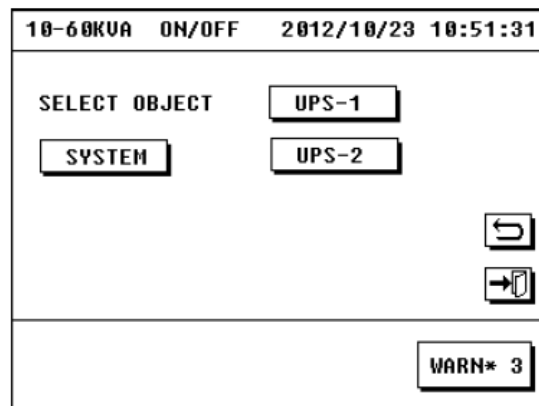 10-60KVA ON/OFF 2012/10/23 10:51:31
SELECT OBJECT UPS-1
SYSTEM UPS-2
WARN* 3